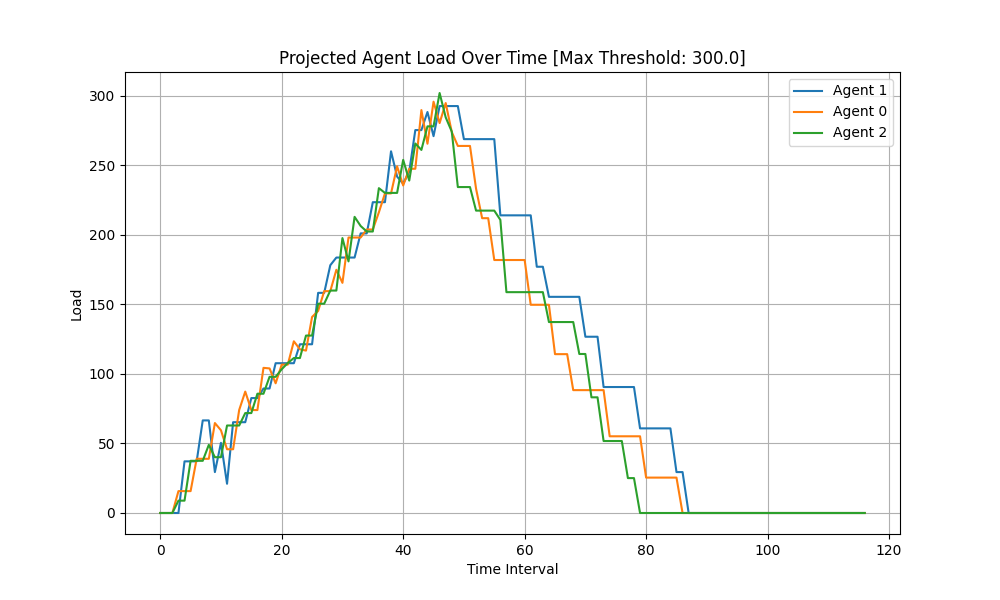 Projected Agent Load Over Time [Max Threshold: 300.0]
Agent 1
Agent 0
Agent 2
Load
300
250
200
150
100
50
0
0 20 40 60 80 100 120
Time Interval